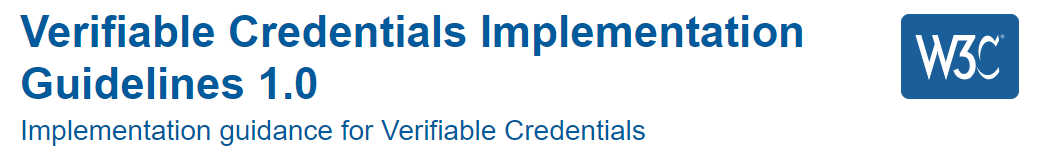 Verifiable Credentials Implementation
Guidelines 1.0
Implementation guidance for Verifiable Credentials
W3C®